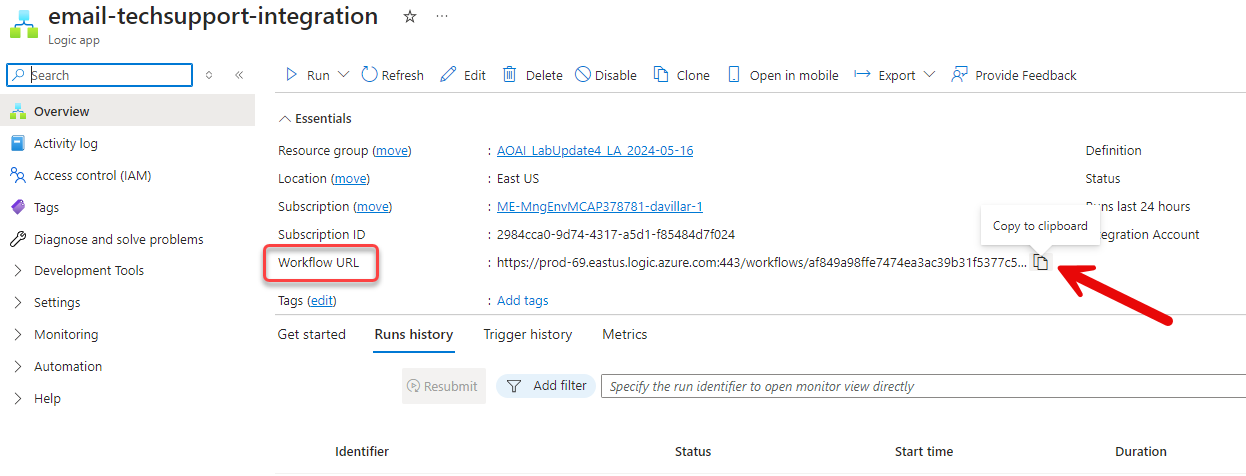 email-techsupport-integration
Logic app
Search
Run Refresh Edit Delete Disable Clone Open in mobile Export Provide Feedback
Overview
Activity log
Access control (IAM)
Tags
Diagnose and solve problems
Development Tools
Settings
Monitoring
Automation
Help
Essentials
Resource group (move) : AOAI_LabUpdate4_LA_2024-05-16
Location (move) : East US
Subscription (move) : ME-MngEnvMCAP378781-davillar-1
Subscription ID : 2984cca0-9d74-4317-a5d1-f85484d7f024
Workflow URL : https://prod-69.eastus.logic.azure.com:443/workflows/af849a98ffe7474ea3ac39b31f5377c5...
Tags (edit) : Add tags
Definition
Status
Runs last 24 hours
Integration Account
Copy to clipboard
Get started Runs history Trigger history Metrics
Resubmit Add filter Specify the run identifier to open monitor view directly
Identifier Status Start time Duration